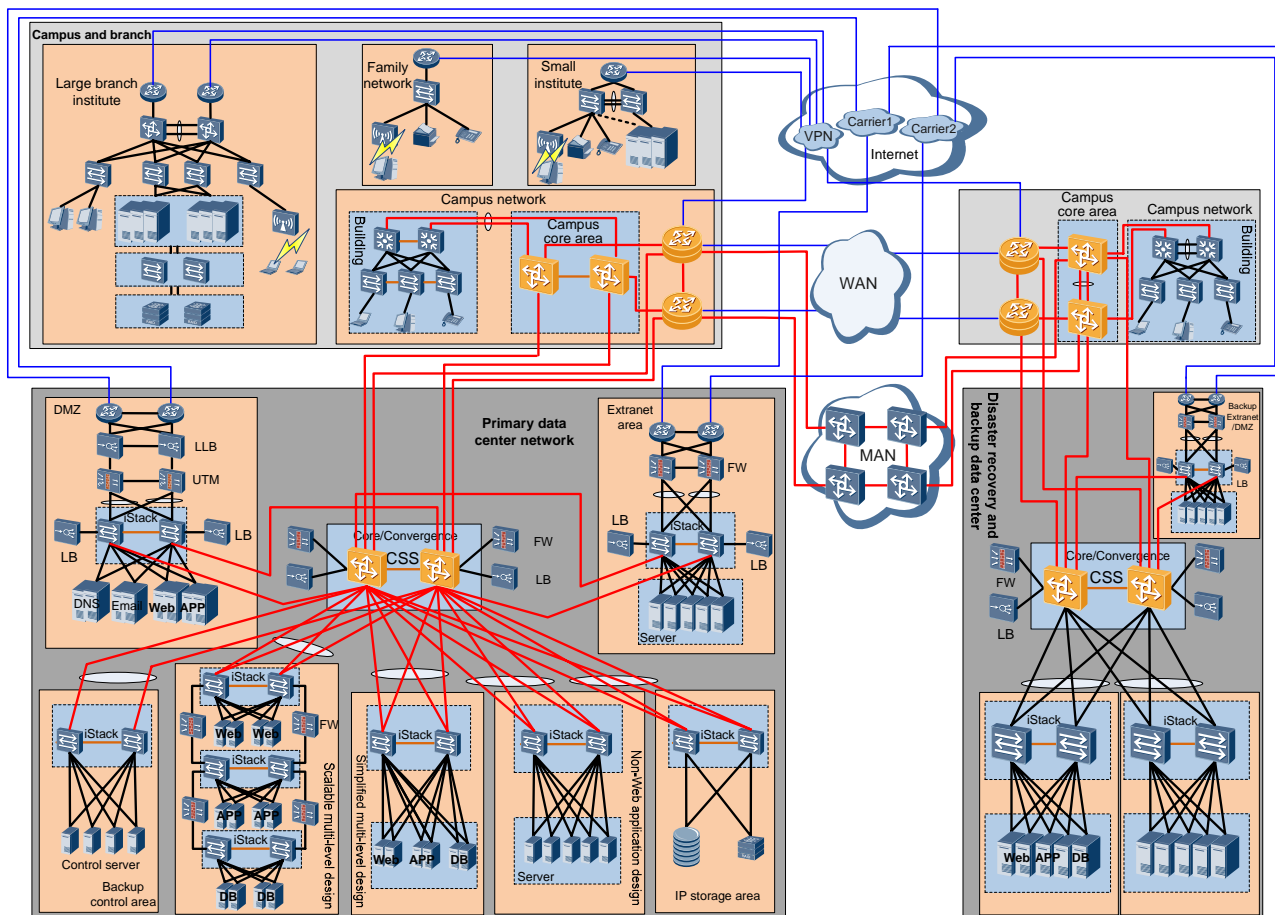 Campus and branch
Large branch
institute
Family
network
Small
institute
VPN
Carrier1
Carrier2
Internet
Campus network
Building
Campus
core area
WAN
Campus
core area
Campus network
Building
DMZ
LLB
UTM
iStack
LB
LB
DNS
Email
Web
APP
Primary data
center network
Core/Convergence
CSS
FW
LB
Extranet
area
FW
LB
iStack
LB
Server
MAN
Disaster recovery and
backup data center
Backup
Extranet
/DMZ
LB
Core/Convergence
CSS
FW
LB
iStack
Control server
Backup
control area
iStack
FW
Web
Web
iStack
APP
APP
iStack
DB
DB
Scalable multi-level design
iStack
Web
APP
DB
Simplified multi-level design
iStack
Server
Non-Web application design
iStack
IP storage area
iStack
Web
APP
DB
iStack